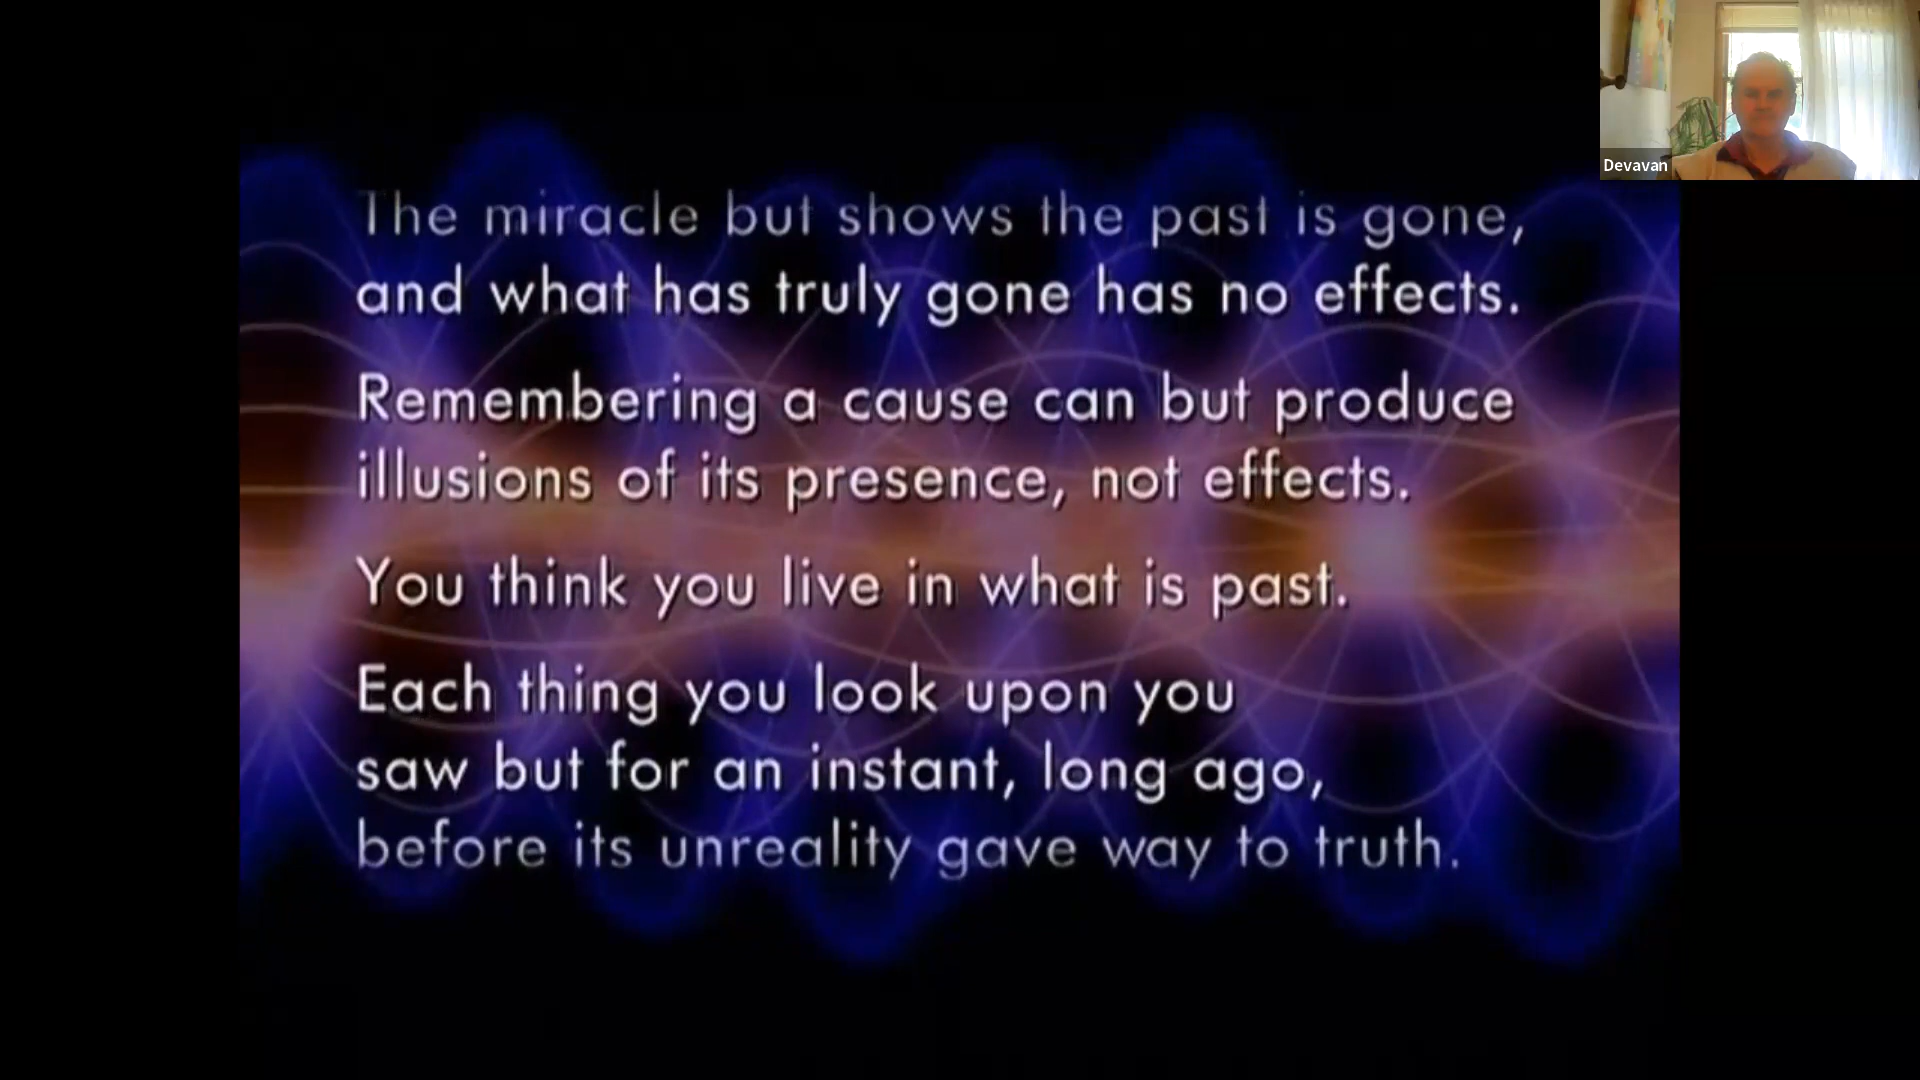 The miracle but shows the past is gone,
and what has truly gone has no effects.
Remembering a cause can but produce
illusions of its presence, not effects.
You think you live in what is past.
Each thing you look upon you
saw but for an instant, long ago,
before its unreality gave way to truth.
Devavan